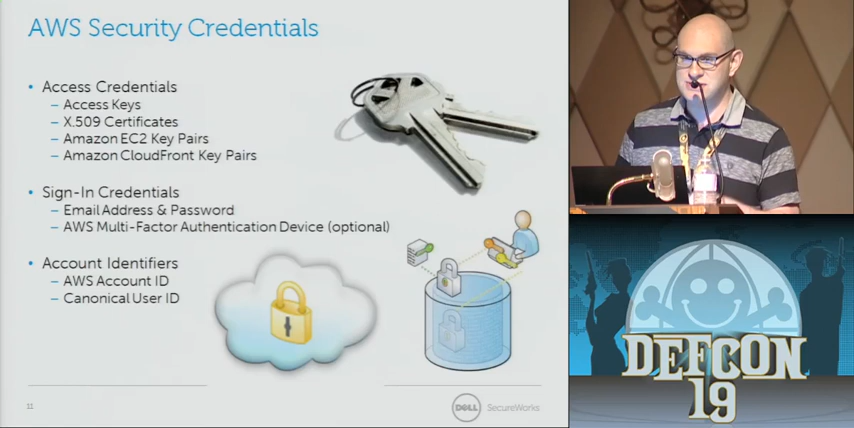 AWS Security Credentials
• Access Credentials
– Access Keys
– X.509 Certificates
– Amazon EC2 Key Pairs
– Amazon CloudFront Key Pairs
• Sign-In Credentials
– Email Address & Password
– AWS Multi-Factor Authentication Device (optional)
• Account Identifiers
– AWS Account ID
– Canonical User ID
11
DELL SecureWorks
DEFCON
19